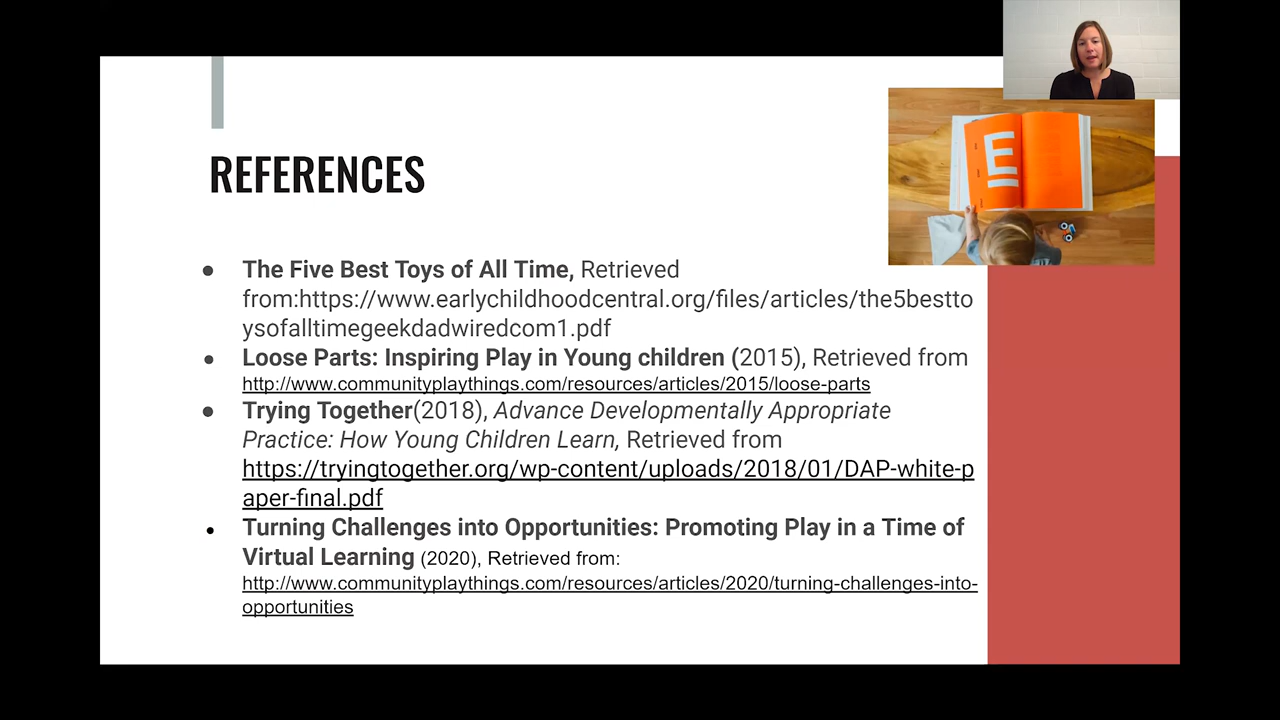 REFERENCES
E
● The Five Best Toys of All Time, Retrieved
from:https://www.earlychildhoodcentral.org/files/articles/the5bestto
ysofalltimegeekdadwiredcom1.pdf
● Loose Parts: Inspiring Play in Young children (2015), Retrieved from
http://www.communityplaythings.com/resources/articles/2015/loose-parts
● Trying Together(2018), Advance Developmentally Appropriate
Practice: How Young Children Learn, Retrieved from
https://tryingtogether.org/wp-content/uploads/2018/01/DAP-white-p
aper-final.pdf
● Turning Challenges into Opportunities: Promoting Play in a Time of
Virtual Learning (2020), Retrieved from:
http://www.communityplaythings.com/resources/articles/2020/turning-challenges-into-
opportunities